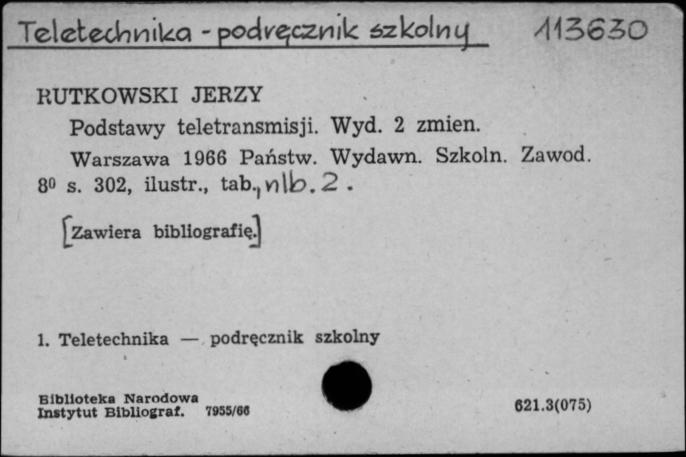 Teletechnika - podręcznik szkolny 113630
RUTKOWSKI JERZY
Podstawy teletransmisji. Wyd. 2 zmien.
Warszawa 1966 Państw. Wydawn. Szkoln. Zawod.
8⁰ s. 302, ilustr., tab., nlb. 2.
[Zawiera bibliografię.]
1. Teletechnika — podręcznik szkolny
Biblioteka Narodowa
Instytut Bibliograf. 7955/66
621.3(075)